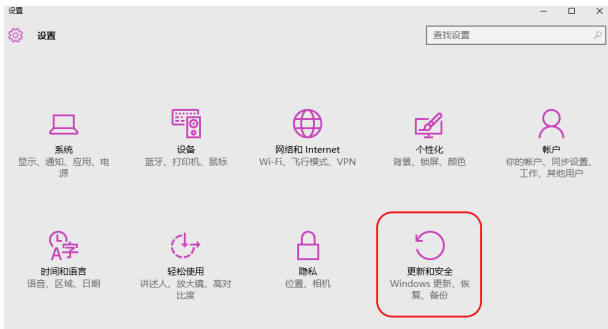 设置
设置
查找设置
系统
显示、通知、应用、电
源
设备
蓝牙、打印机、鼠标
网络和 Internet
Wi-Fi、飞行模式、VPN
个性化
背景、锁屏、颜色
帐户
你的帐户、同步设置、
工作、其他用户
时间和语言
语音、区域、日期
轻松使用
讲述人、放大镜、高对
比度
隐私
位置、相机
更新和安全
Windows 更新、恢
复、备份